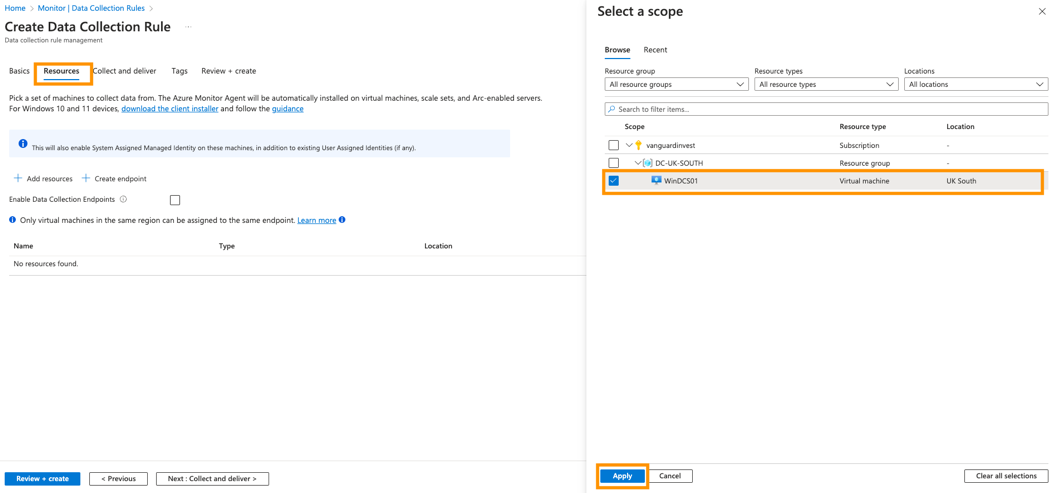 Home > Monitor | Data Collection Rules >
Create Data Collection Rule ...
Data collection rule management
Basics Resources Collect and deliver Tags Review + create
Pick a set of machines to collect data from. The Azure Monitor Agent will be automatically installed on virtual machines, scale sets, and Arc-enabled servers.
For Windows 10 and 11 devices, download the client installer and follow the guidance
This will also enable System Assigned Managed Identity on these machines, in addition to existing User Assigned Identities (if any).
+ Add resources + Create endpoint
Enable Data Collection Endpoints
Only virtual machines in the same region can be assigned to the same endpoint. Learn more
Name Type Location
No resources found.
Review + create < Previous Next : Collect and deliver >
Select a scope
Browse Recent
Resource group Resource types Locations
All resource groups All resource types All locations
Search to filter items...
Scope Resource type Location
vanguardinvest Subscription -
DC-UK-SOUTH Resource group -
WinDCS01 Virtual machine UK South
Apply Cancel Clear all selections